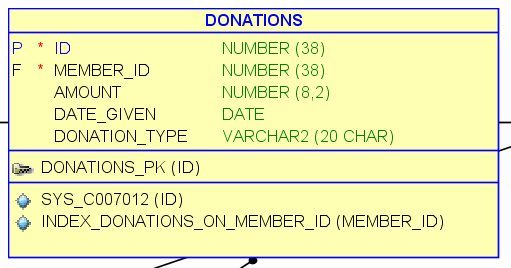 DONATIONS
P * ID NUMBER (38)
F * MEMBER_ID NUMBER (38)
AMOUNT NUMBER (8,2)
DATE_GIVEN DATE
DONATION_TYPE VARCHAR2 (20 CHAR)
DONATIONS_PK (ID)
SYS_C007012 (ID)
INDEX_DONATIONS_ON_MEMBER_ID (MEMBER_ID)